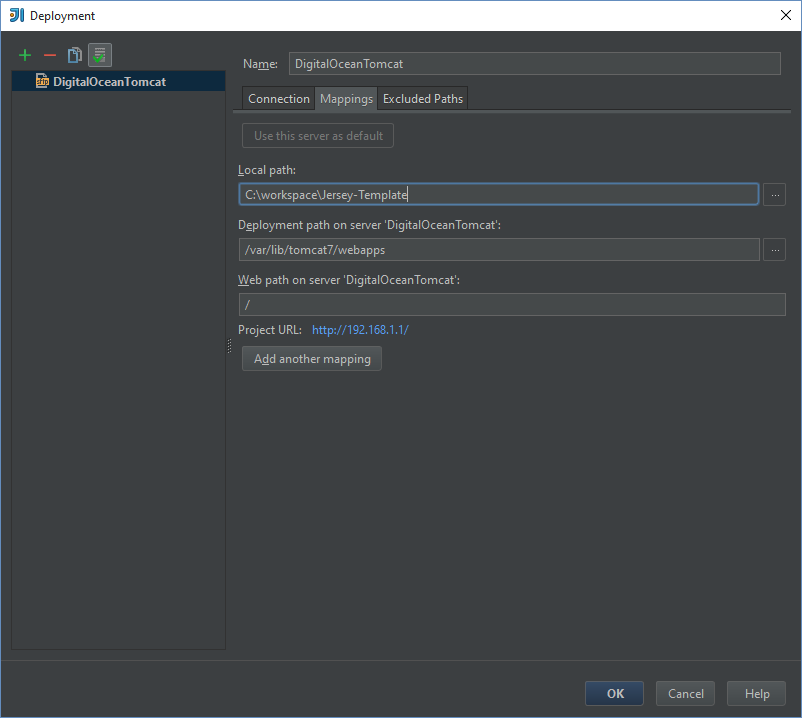 Deployment
DigitalOceanTomcat
Name: DigitalOceanTomcat
Connection Mappings Excluded Paths
Use this server as default
Local path:
C:\workspace\Jersey-Template
...
Deployment path on server 'DigitalOceanTomcat':
/var/lib/tomcat7/webapps
...
Web path on server 'DigitalOceanTomcat':
/
Project URL: http://192.168.1.1/
Add another mapping
OK Cancel Help